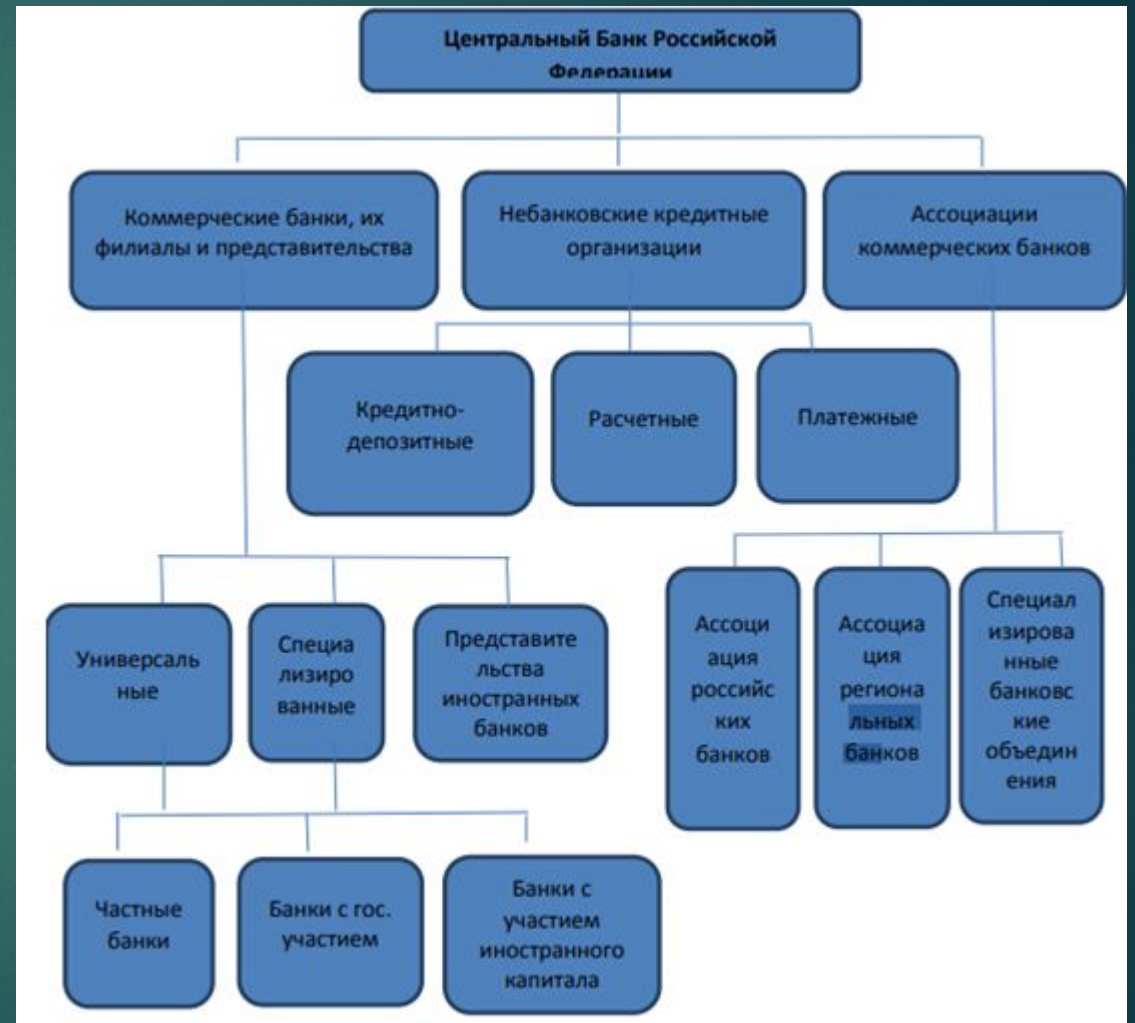 Центральный Банк Российской
Федерации
Коммерческие банки, их
филиалы и представительства
Небанковские кредитные
организации
Ассоциации
коммерческих банков
Кредитно-
депозитные
Расчетные
Платежные
Универсаль
ные
Специа
лизиро
ванные
Представите
льства
иностранных
банков
Ассоци
ация
российс
ких
банков
Ассоциа
ция
региона
льных
банков
Специал
изирова
нные
банковс
кие
объедин
ения
Частные
банки
Банки с гос.
участием
Банки с
участием
иностранного
капитала